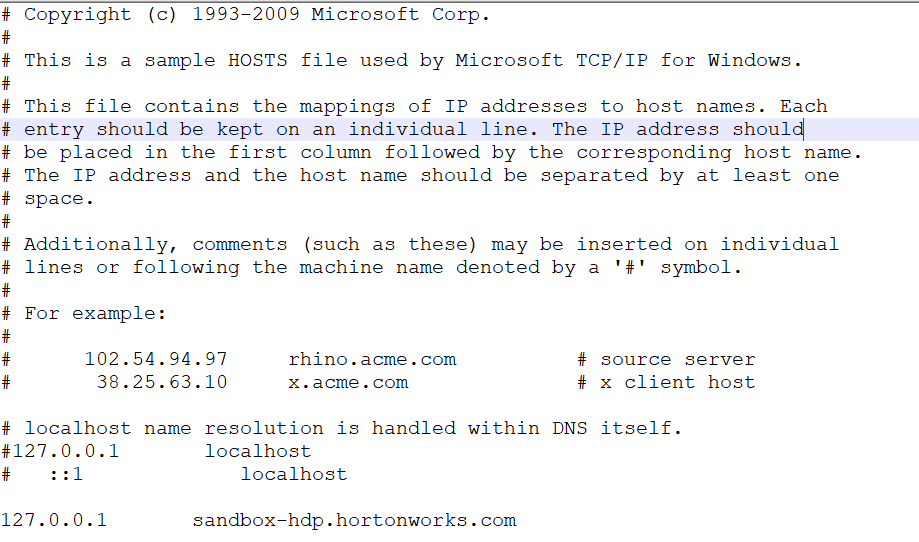 # Copyright (c) 1993-2009 Microsoft Corp.
#
# This is a sample HOSTS file used by Microsoft TCP/IP for Windows.
#
# This file contains the mappings of IP addresses to host names. Each
# entry should be kept on an individual line. The IP address should
# be placed in the first column followed by the corresponding host name.
# The IP address and the host name should be separated by at least one
# space.
#
# Additionally, comments (such as these) may be inserted on individual
# lines or following the machine name denoted by a '#' symbol.
#
# For example:
#
#      102.54.94.97     rhino.acme.com          # source server
#       38.25.63.10     x.acme.com              # x client host

# localhost name resolution is handled within DNS itself.
#127.0.0.1       localhost
#   ::1             localhost

127.0.0.1       sandbox-hdp.hortonworks.com